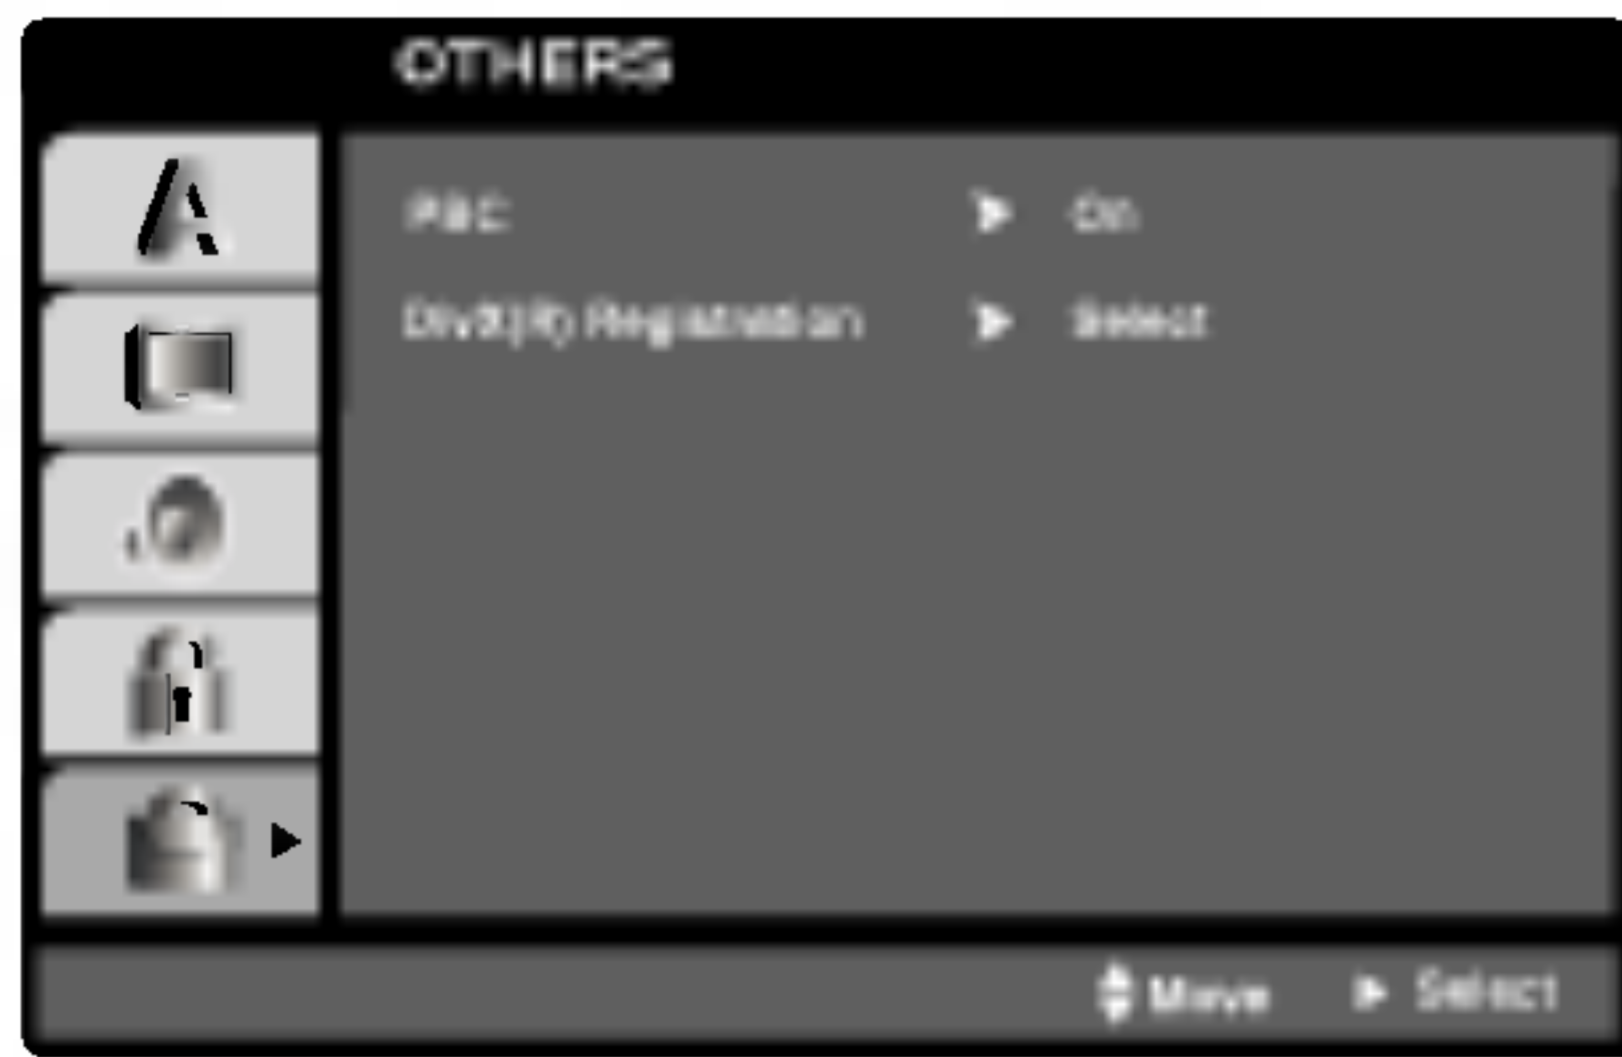 OTHERS
PBC ► On
DivX(R) Registration ► Select
Move ► Select